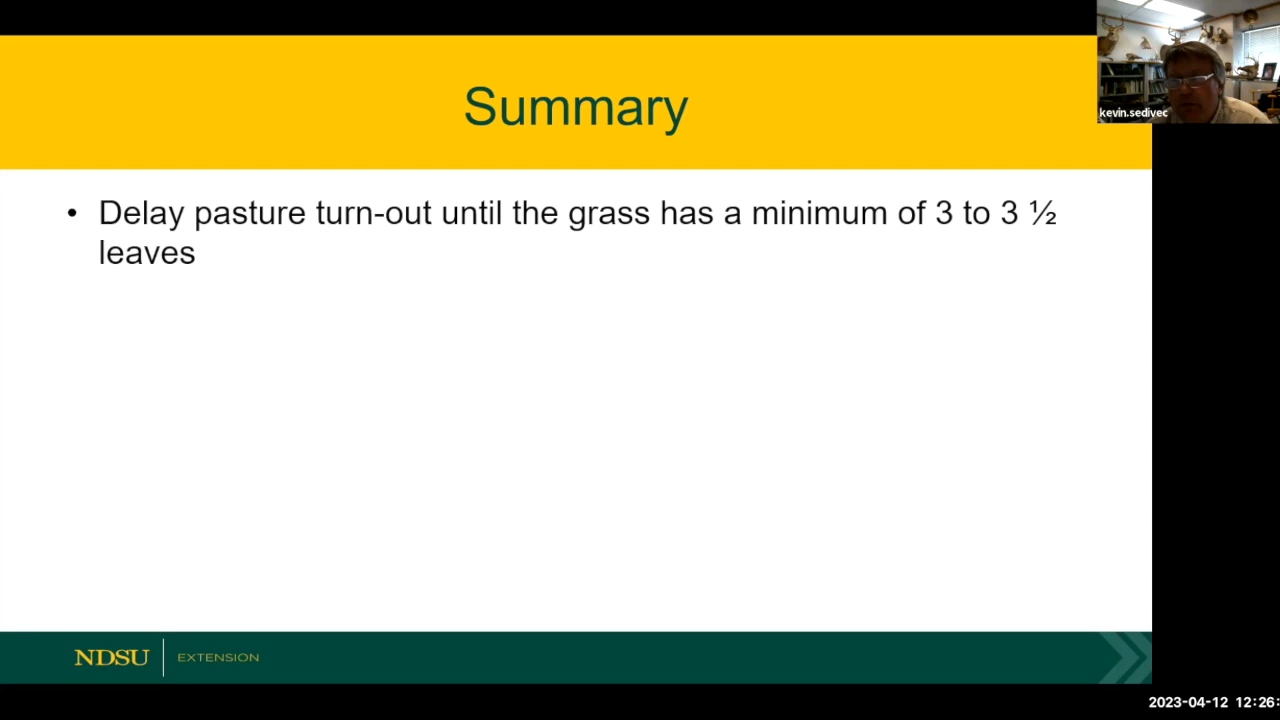 Summary
kevin.sedivec
• Delay pasture turn-out until the grass has a minimum of 3 to 3 ½
leaves
NDSU EXTENSION
2023-04-12 12:26: